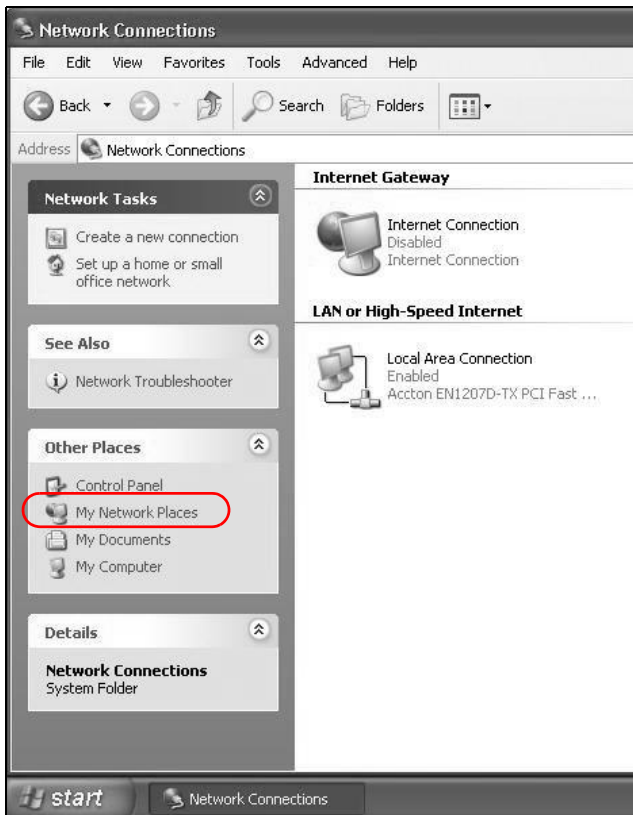 Network Connections
File Edit View Favorites Tools Advanced Help
Back Search Folders
Address Network Connections
Network Tasks
Create a new connection
Set up a home or small
office network
See Also
Network Troubleshooter
Other Places
Control Panel
My Network Places
My Documents
My Computer
Details
Network Connections
System Folder
Internet Gateway
Internet Connection
Disabled
Internet Connection
LAN or High-Speed Internet
Local Area Connection
Enabled
Accton EN1207D-TX PCI Fast ...
start Network Connections